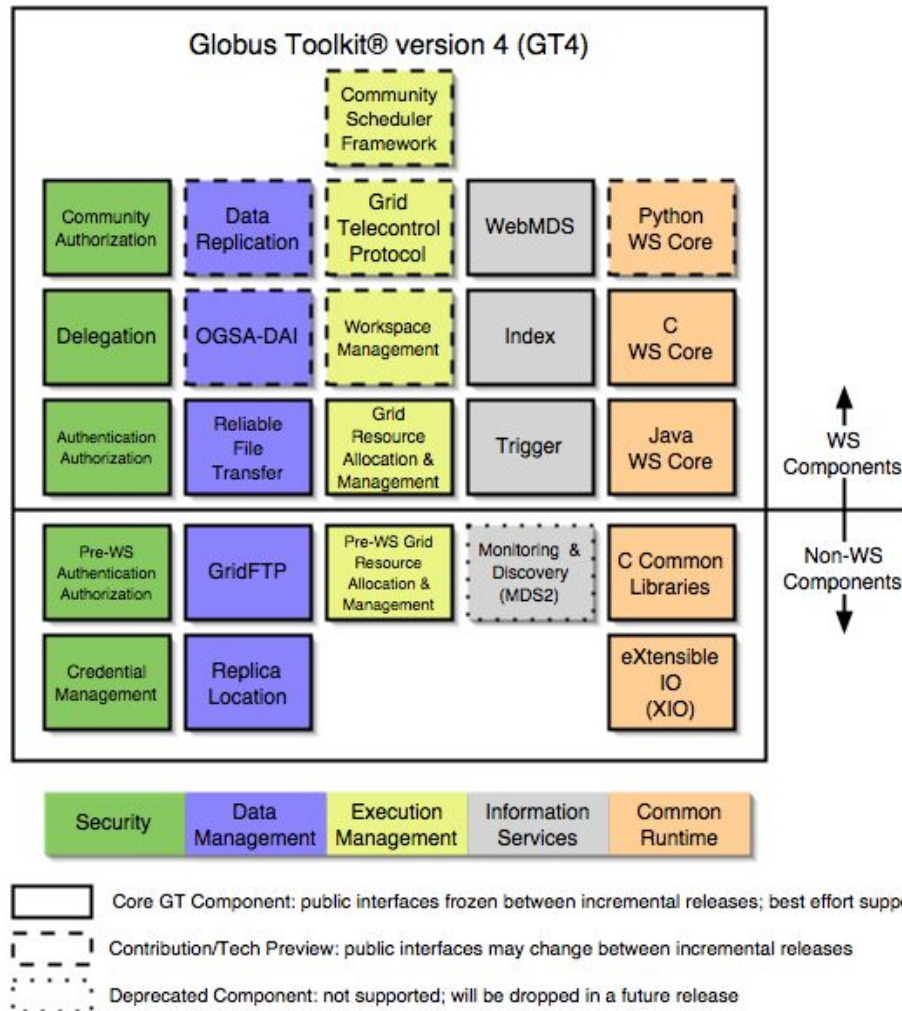 Globus Toolkit® version 4 (GT4)
Community
Scheduler
Framework
Community
Authorization
Data
Replication
Grid
Telecontrol
Protocol
WebMDS
Python
WS Core
Delegation
OGSA-DAI
Workspace
Management
Index
C
WS Core
Authentication
Authorization
Reliable
File
Transfer
Grid
Resource
Allocation &
Management
Trigger
Java
WS Core
WS
Components
Pre-WS
Authentication
Authorization
GridFTP
Pre-WS Grid
Resource
Allocation &
Management
Monitoring &
Discovery
(MDS2)
C Common
Libraries
Non-WS
Components
Credential
Management
Replica
Location
eXtensible
IO
(XIO)
Security
Data
Management
Execution
Management
Information
Services
Common
Runtime
Core GT Component: public interfaces frozen between incremental releases; best effort
Contribution/Tech Preview: public interfaces may change between incremental releases
Deprecated Component: not supported; will be dropped in a future release